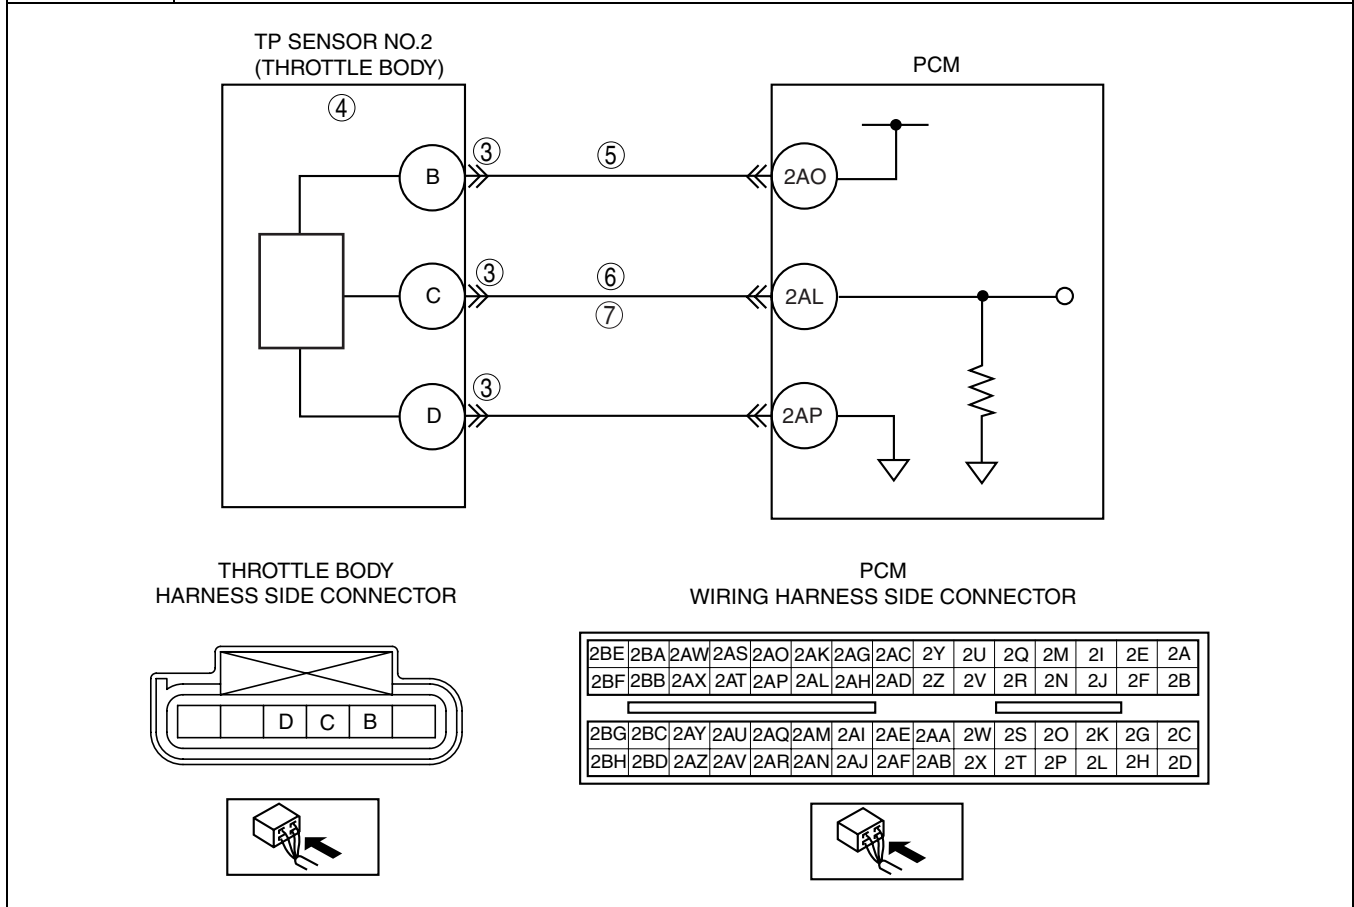 TP SENSOR NO.2
(THROTTLE BODY)
PCM
④
③
⑤
B
2AO
③
⑥
C
2AL
⑦
③
D
2AP
THROTTLE BODY
HARNESS SIDE CONNECTOR
D C B
PCM
WIRING HARNESS SIDE CONNECTOR
2BE 2BA 2AW 2AS 2AO 2AK 2AG 2AC 2Y 2U 2Q 2M 2I 2E 2A
2BF 2BB 2AX 2AT 2AP 2AL 2AH 2AD 2Z 2V 2R 2N 2J 2F 2B
2BG 2BC 2AY 2AU 2AQ 2AM 2AI 2AE 2AA 2W 2S 2O 2K 2G 2C
2BH 2BD 2AZ 2AV 2AR 2AN 2AJ 2AF 2AB 2X 2T 2P 2L 2H 2D